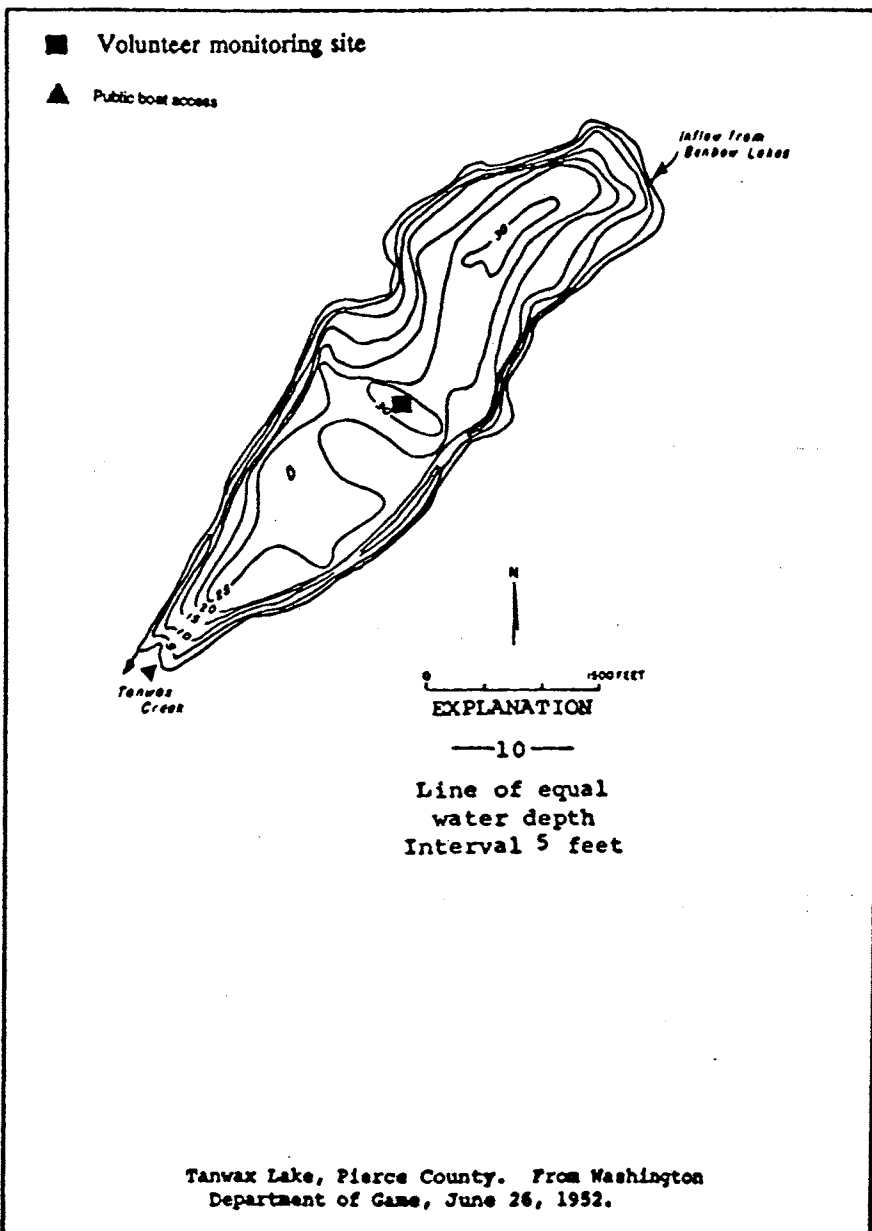 Volunteer monitoring site
Public boat access
Inflow from
Benbow Lakes
30
25
20
15
10
5
Tanwax
Creek
N
0
1500 FEET
EXPLANATION
10
Line of equal
water depth
Interval 5 feet
Tanwax Lake, Pierce County. From Washington
Department of Game, June 26, 1952.